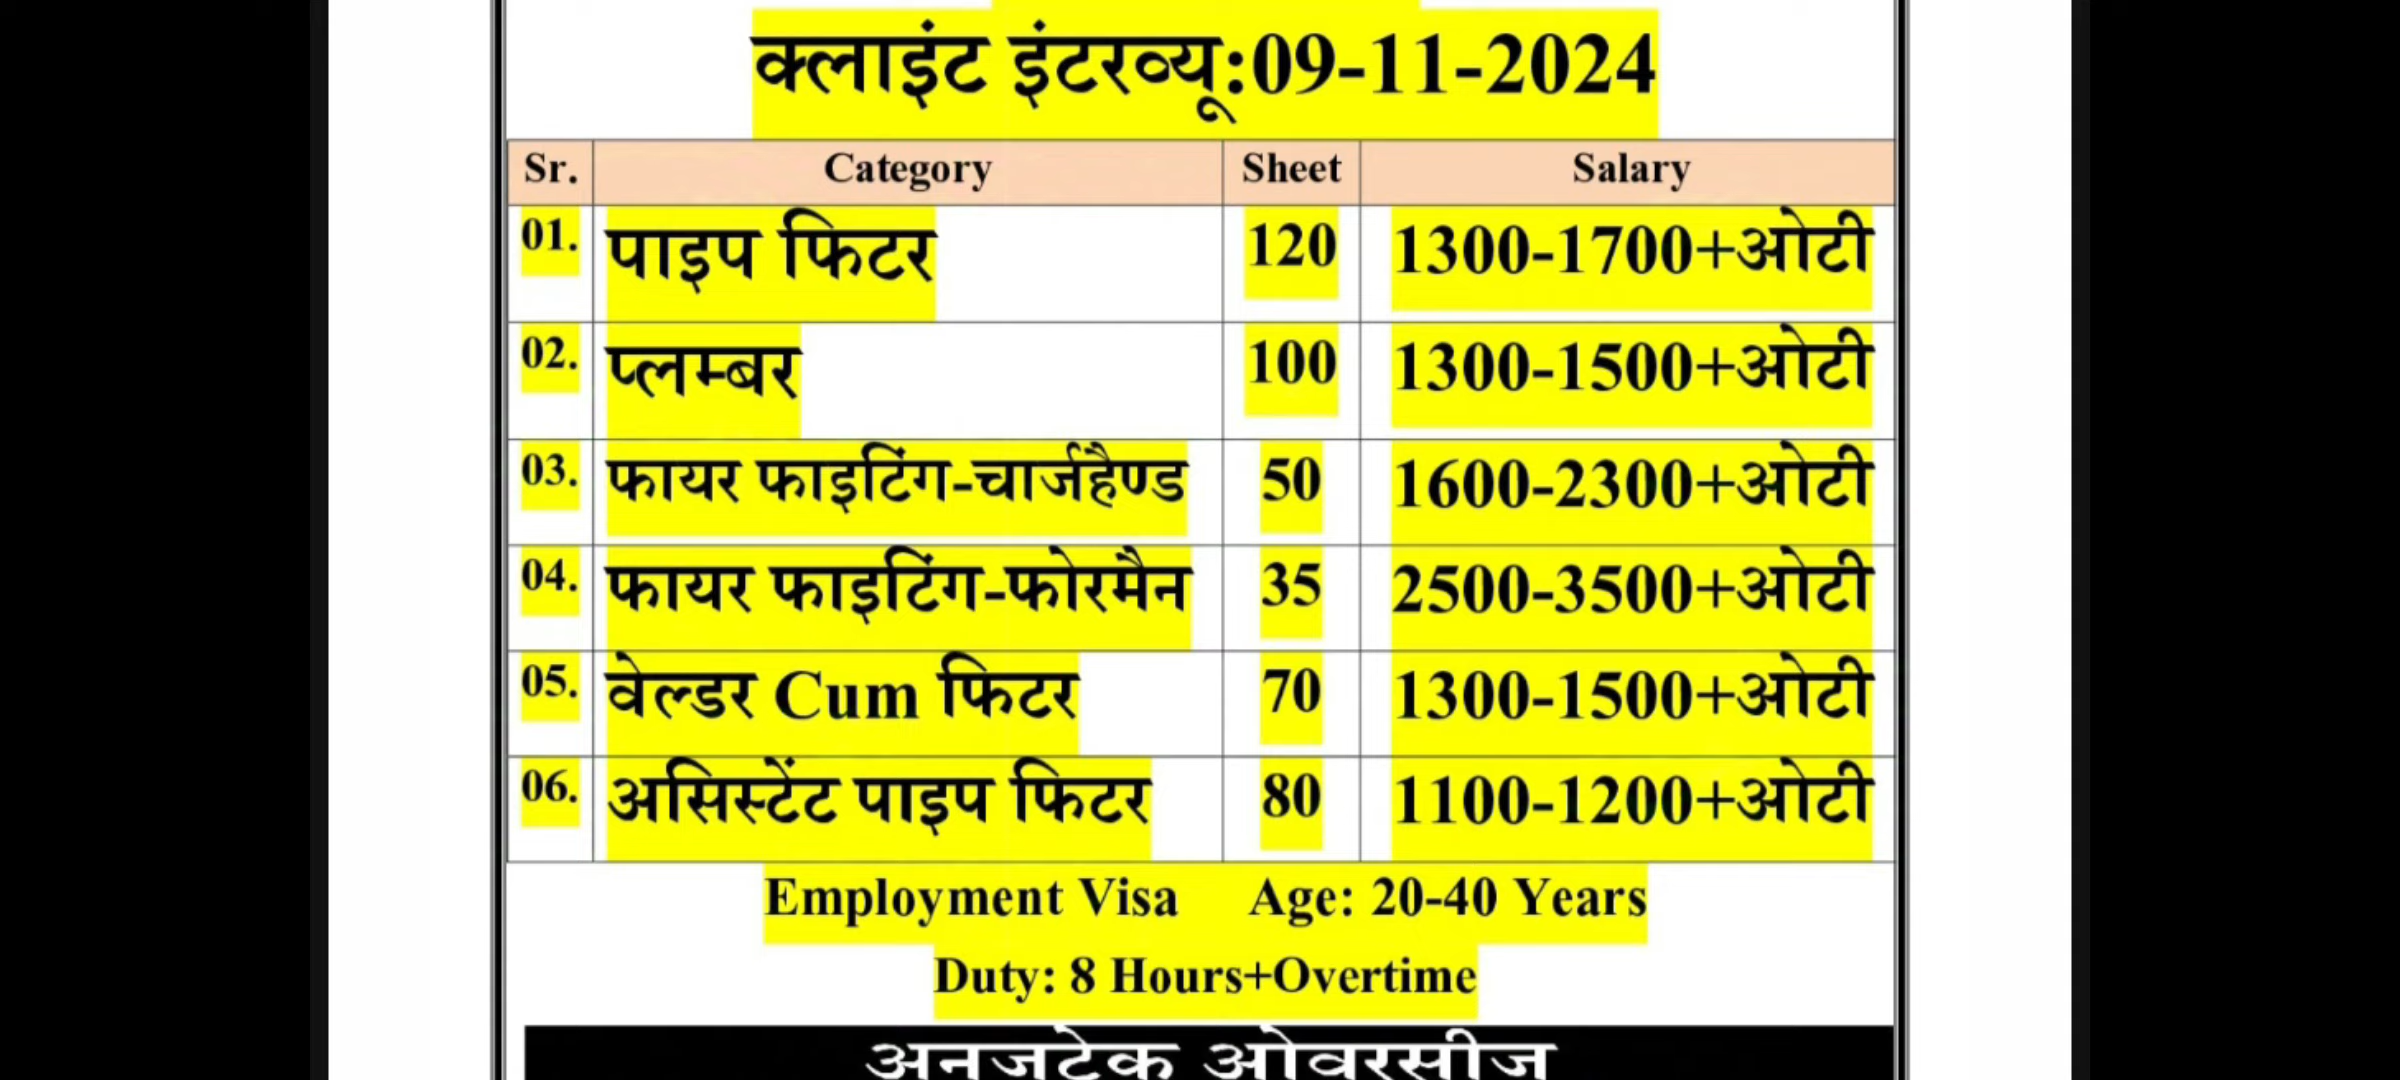 क्लाइंट इंटरव्यू:09-11-2024
Sr. Category Sheet Salary
01. पाइप फिटर 120 1300-1700+ओटी
02. प्लम्बर 100 1300-1500+ओटी
03. फायर फाइटिंग-चार्जहैण्ड 50 1600-2300+ओटी
04. फायर फाइटिंग-फोरमैन 35 2500-3500+ओटी
05. वेल्डर Cum फिटर 70 1300-1500+ओटी
06. असिस्टेंट पाइप फिटर 80 1100-1200+ओटी
Employment Visa Age: 20-40 Years
Duty: 8 Hours+Overtime
अनजटेक ओवरसीज